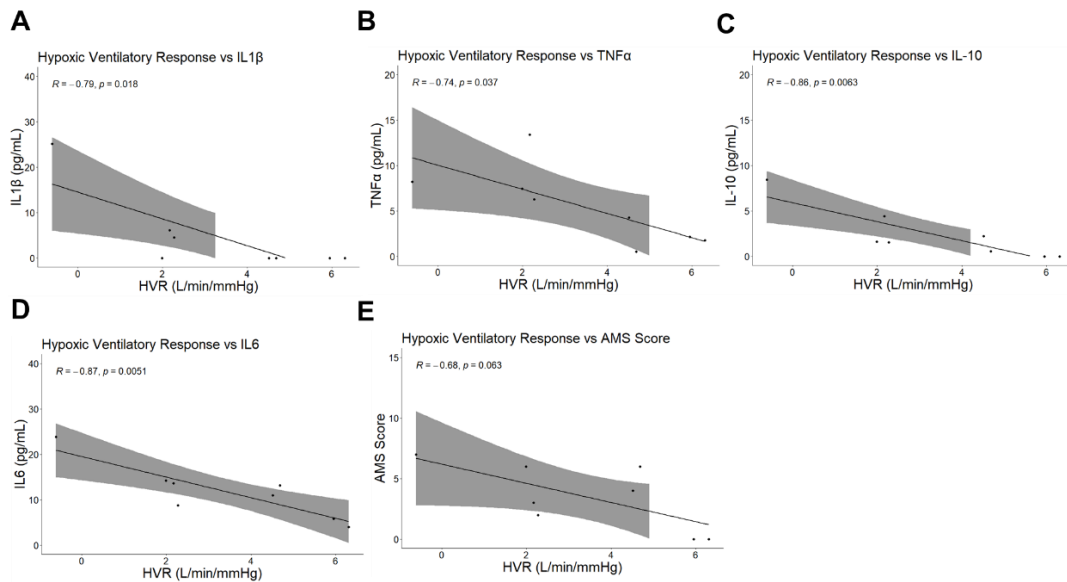 A
Hypoxic Ventilatory Response vs IL1β
R = −0.79, p = 0.018
IL1β (pg/mL)
40
30
20
10
0
0 2 4 6
HVR (L/min/mmHg)
B
Hypoxic Ventilatory Response vs TNFα
R = −0.74, p = 0.037
TNFα (pg/mL)
20
15
10
5
0
0 2 4 6
HVR (L/min/mmHg)
C
Hypoxic Ventilatory Response vs IL-10
R = −0.86, p = 0.0063
IL-10 (pg/mL)
20
15
10
5
0
0 2 4 6
HVR (L/min/mmHg)
D
Hypoxic Ventilatory Response vs IL6
R = −0.87, p = 0.0051
IL6 (pg/mL)
40
30
20
10
0
0 2 4 6
HVR (L/min/mmHg)
E
Hypoxic Ventilatory Response vs AMS Score
R = −0.68, p = 0.063
AMS Score
15
10
5
0
0 2 4 6
HVR (L/min/mmHg)